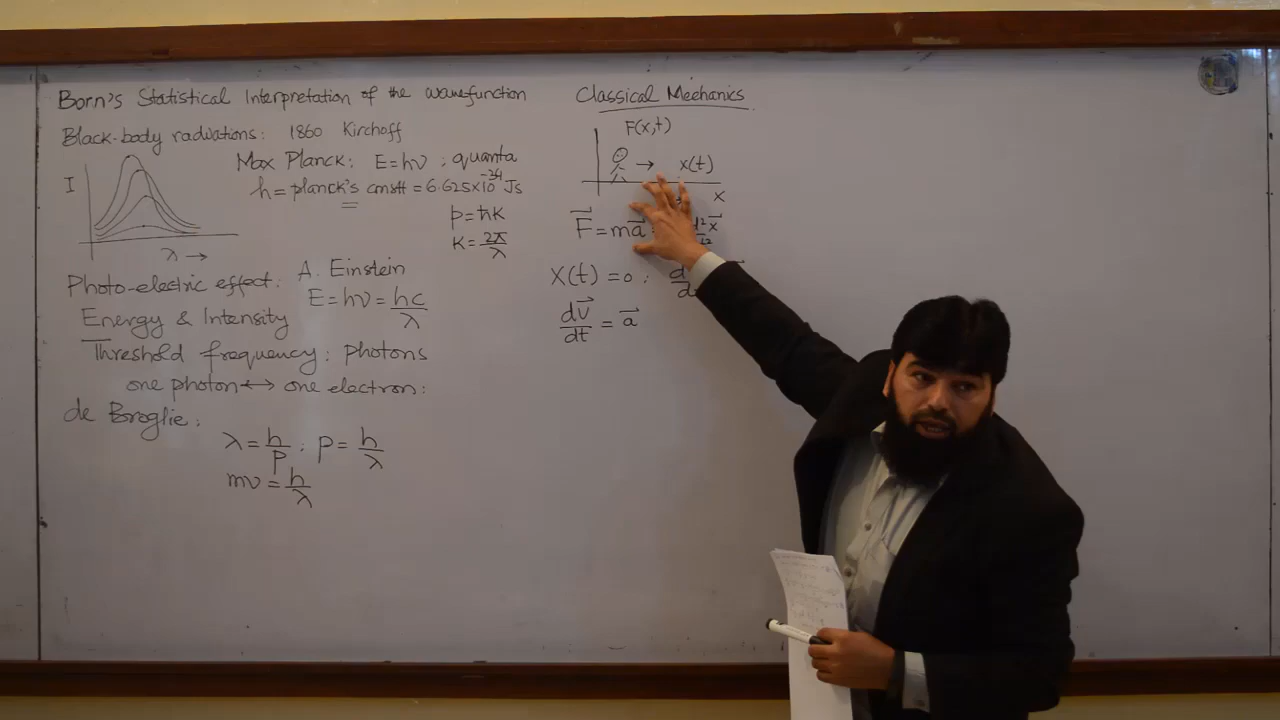 Born's Statistical Interpretation of the wavefunction
Black-body radiations: 1860 Kirchoff
I
λ →
Max Planck: E=hν ; quanta
h = planck's constt = 6.625×10^-34 Js
p = ħK
K = 2π/λ
Photo-electric effect: A. Einstein
E = hν = hc/λ
Energy & Intensity
Threshold frequency: photons
one photon ↔ one electron:
de Broglie:
λ = h/p : p = h/λ
mv = h/λ
Classical Mechanics
F(x,t)
→ x(t)
x
F⃗ = ma⃗
d²x⃗
X(t) = 0 :
dv⃗/dt = a⃗